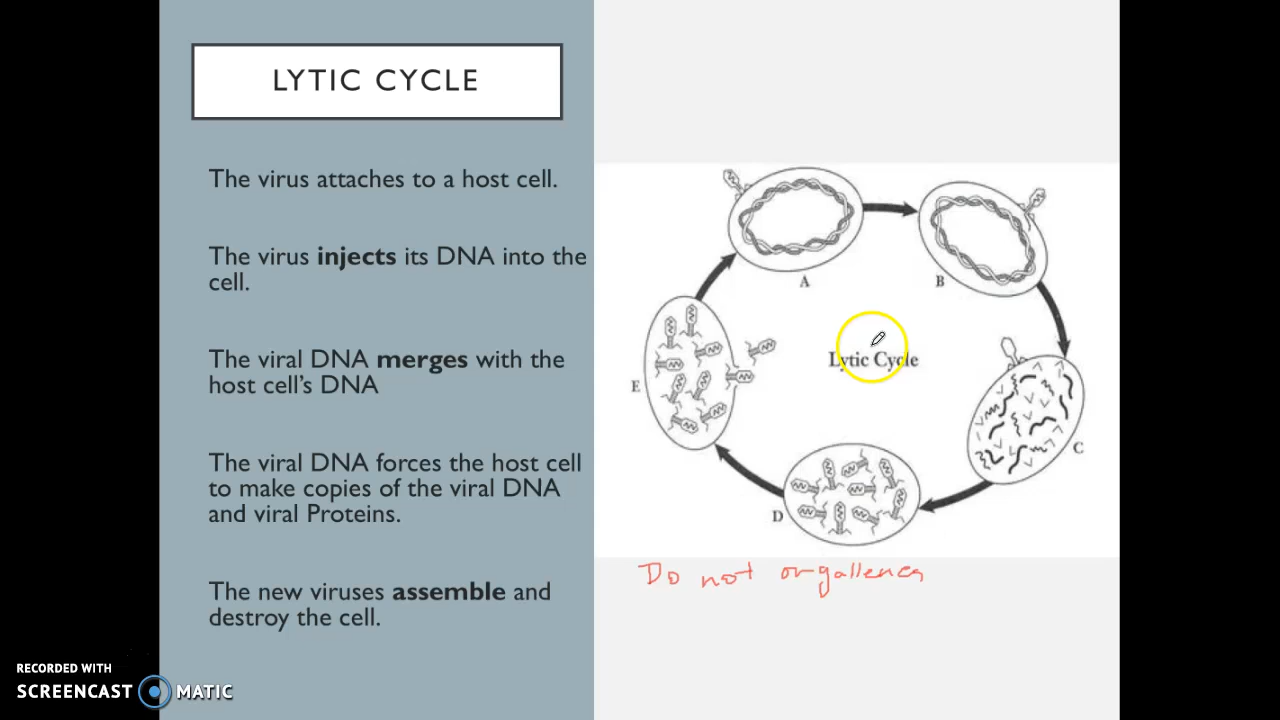 LYTIC CYCLE
The virus attaches to a host cell.
The virus injects its DNA into the
cell.
The viral DNA merges with the
host cell's DNA
The viral DNA forces the host cell
to make copies of the viral DNA
and viral Proteins.
The new viruses assemble and
destroy the cell.
A
B
E
Lytic Cycle
C
D
Do not orgallenes
RECORDED WITH
SCREENCAST MATIC